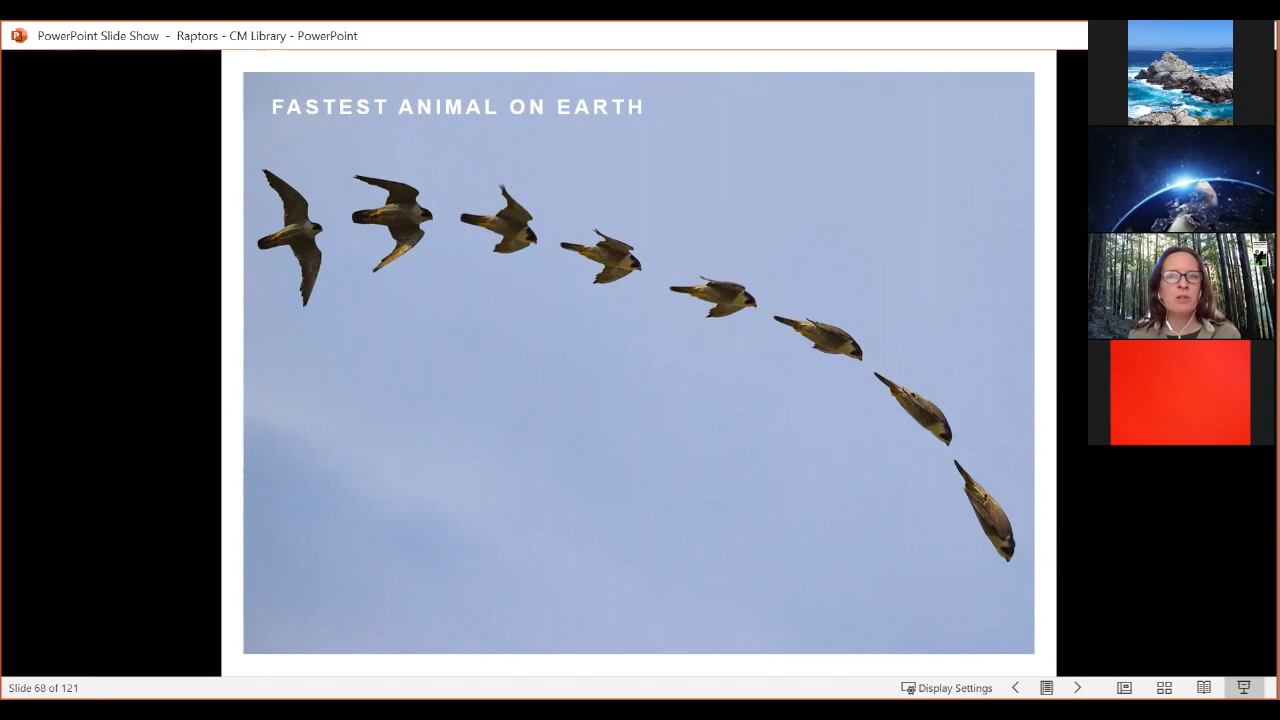 PowerPoint Slide Show - Raptors - CM Library - PowerPoint
FASTEST ANIMAL ON EARTH
Slide 68 of 121
Display Settings